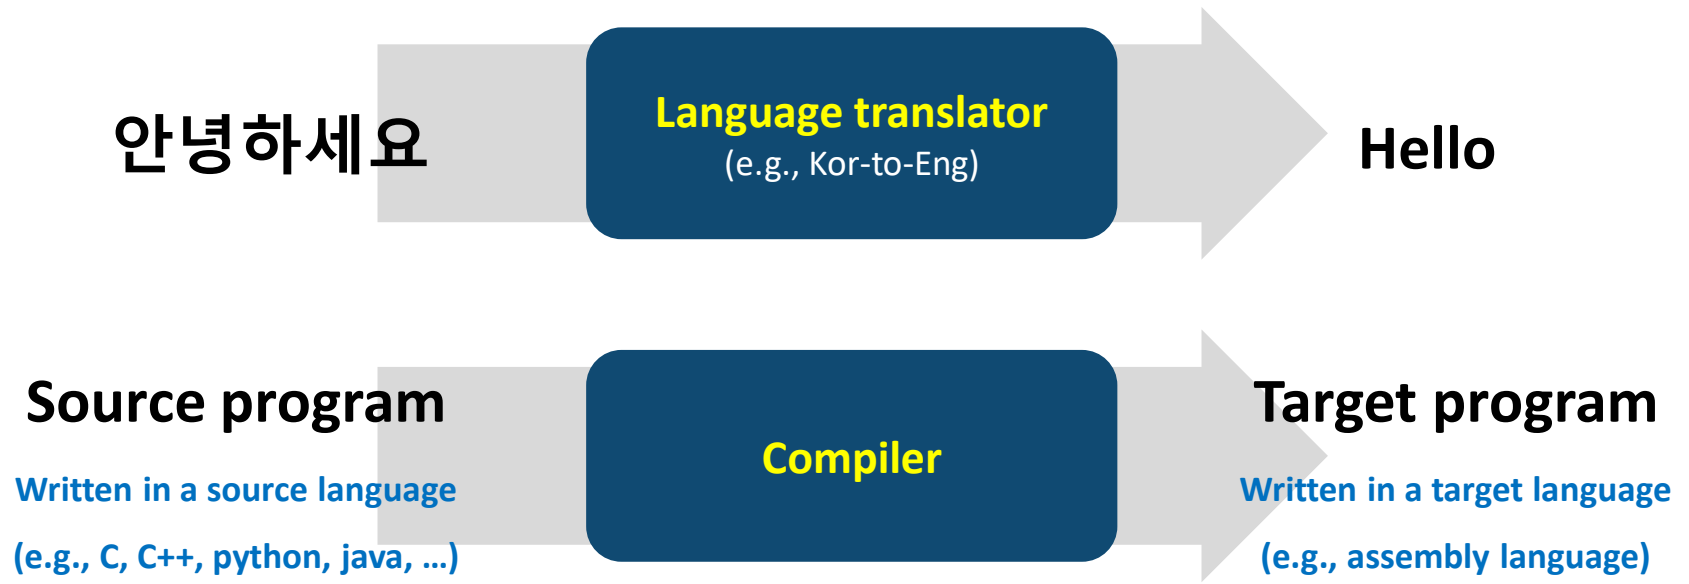 안녕하세요
Language translator
(e.g., Kor-to-Eng)
Hello
Source program
Written in a source language
(e.g., C, C++, python, java, …)
Compiler
Target program
Written in a target language
(e.g., assembly language)